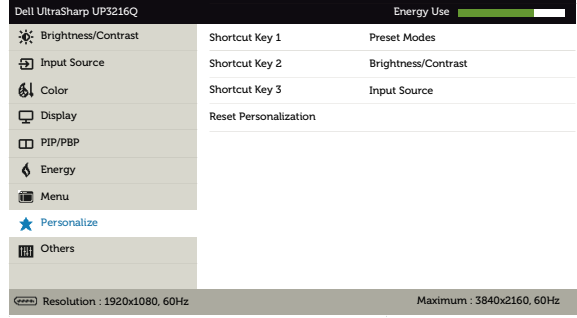 Dell UltraSharp UP3216Q Energy Use
Brightness/Contrast
Input Source
Color
Display
PIP/PBP
Energy
Menu
Personalize
Others
Shortcut Key 1 Preset Modes
Shortcut Key 2 Brightness/Contrast
Shortcut Key 3 Input Source
Reset Personalization
Resolution : 1920x1080, 60Hz Maximum : 3840x2160, 60Hz